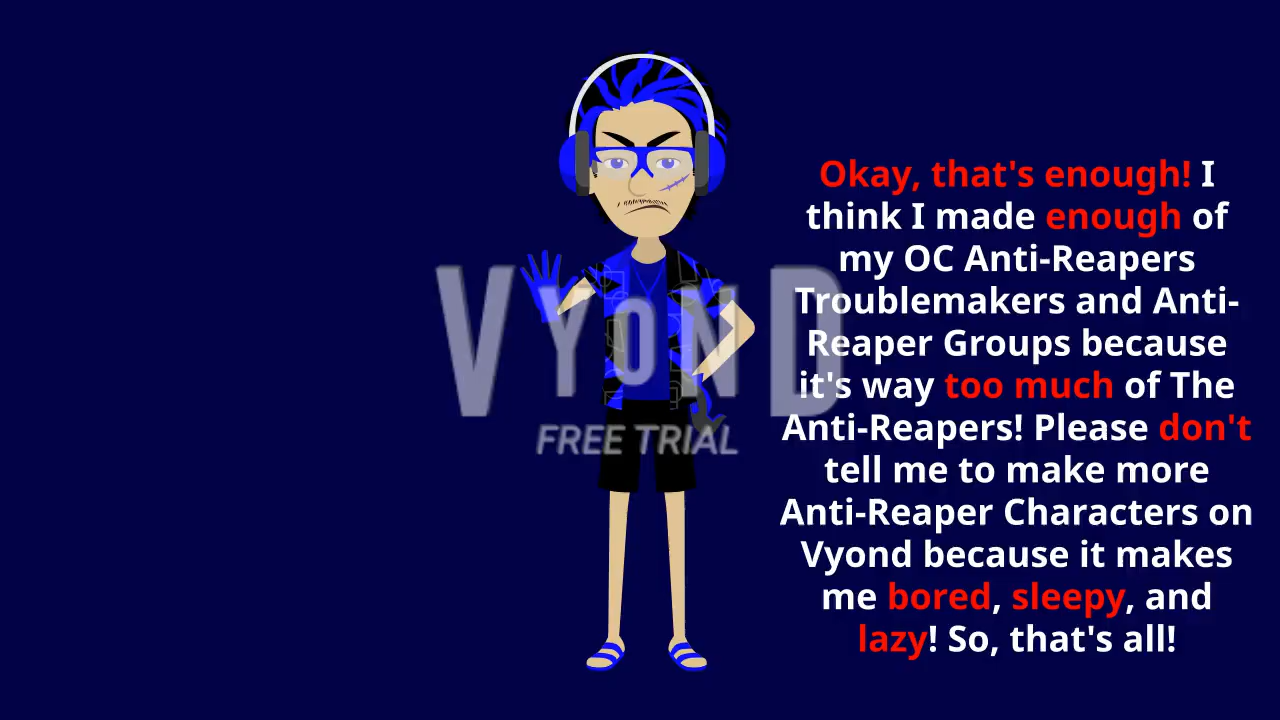 Okay, that's enough! I
think I made enough of
my OC Anti-Reapers
Troublemakers and Anti-
Reaper Groups because
it's way too much of The
Anti-Reapers! Please don't
tell me to make more
Anti-Reaper Characters on
Vyond because it makes
me bored, sleepy, and
lazy! So, that's all!
VYOND
FREE TRIAL